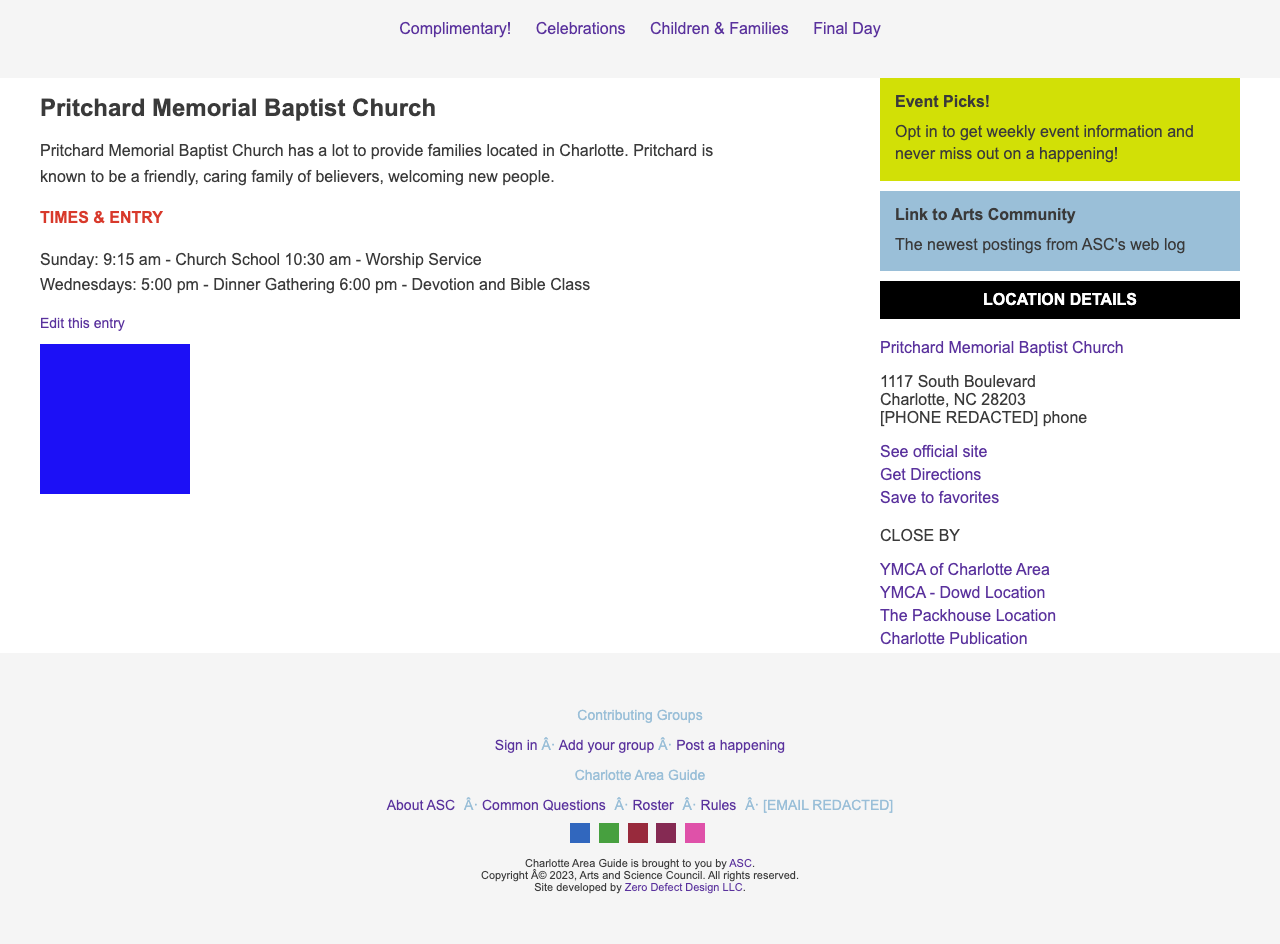 Complimentary! Celebrations Children & Families Final Day
Pritchard Memorial Baptist Church
Pritchard Memorial Baptist Church has a lot to provide families located in Charlotte. Pritchard is
known to be a friendly, caring family of believers, welcoming new people.
TIMES & ENTRY
Sunday: 9:15 am - Church School 10:30 am - Worship Service
Wednesdays: 5:00 pm - Dinner Gathering 6:00 pm - Devotion and Bible Class
Edit this entry
Event Picks!
Opt in to get weekly event information and
never miss out on a happening!
Link to Arts Community
The newest postings from ASC's web log
LOCATION DETAILS
Pritchard Memorial Baptist Church
1117 South Boulevard
Charlotte, NC 28203
[PHONE REDACTED] phone
See official site
Get Directions
Save to favorites
CLOSE BY
YMCA of Charlotte Area
YMCA - Dowd Location
The Packhouse Location
Charlotte Publication
Contributing Groups
Sign in Â· Add your group Â· Post a happening
Charlotte Area Guide
About ASC Â· Common Questions Â· Roster Â· Rules Â· [EMAIL REDACTED]
Charlotte Area Guide is brought to you by ASC.
Copyright Â© 2023, Arts and Science Council. All rights reserved.
Site developed by Zero Defect Design LLC.